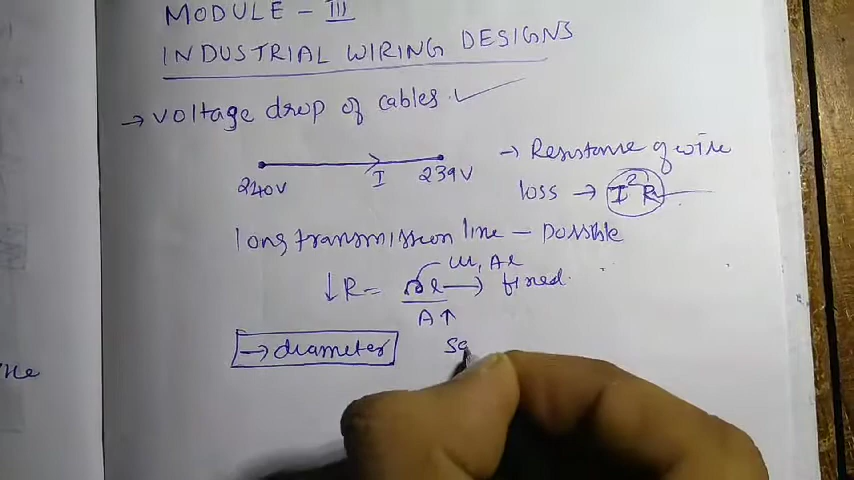 MODULE - III
INDUSTRIAL WIRING DESIGNS
→ voltage drop of cables. ✓
240V I 239V → Resistance of wire
loss → I²R
long transmission line - possible
Cu, Al
↓R = ρl → fixed.
A↑
→ diameter